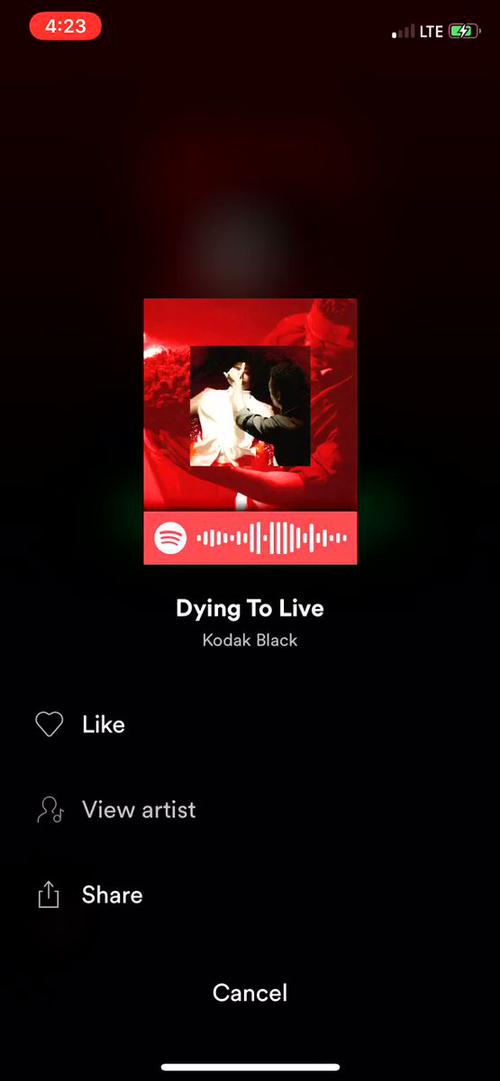 4:23
LTE
Dying To Live
Kodak Black
Like
View artist
Share
Cancel